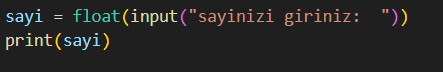 sayi = float(input("sayinizi giriniz:  "))
print(sayi)